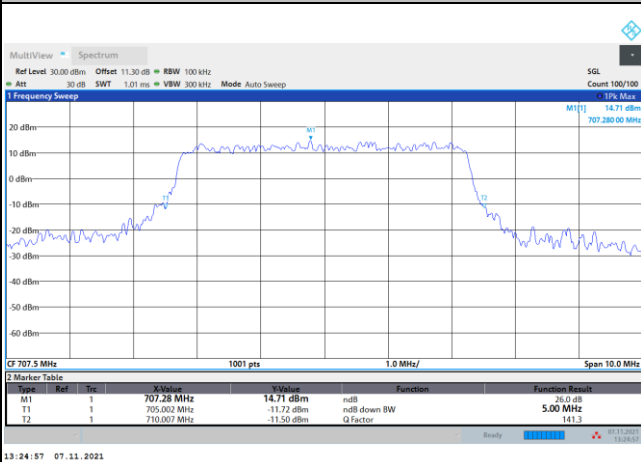 MultiView Spectrum
Ref Level 30.00 dBm Offset 11.30 dB RBW 100 kHz SGL
Att 30 dB SWT 1.01 ms VBW 300 kHz Mode Auto Sweep Count 100/100
1 Frequency Sweep 1Pk Max
M1[1] 14.71 dBm
707.280 00 MHz
20 dBm
M1
10 dBm
0 dBm
-10 dBm
T1
T2
-20 dBm
-30 dBm
-40 dBm
-50 dBm
-60 dBm
CF 707.5 MHz 1001 pts 1.0 MHz/ Span 10.0 MHz
2 Marker Table
Type Ref Trc X-Value Y-Value Function Function Result
M1 1 707.28 MHz 14.71 dBm ndB 26.0 dB
T1 1 705.002 MHz -11.72 dBm ndB down BW 5.00 MHz
T2 1 710.007 MHz -11.50 dBm Q Factor 141.3
Ready 07.11.2021
13:24:57
13:24:57 07.11.2021